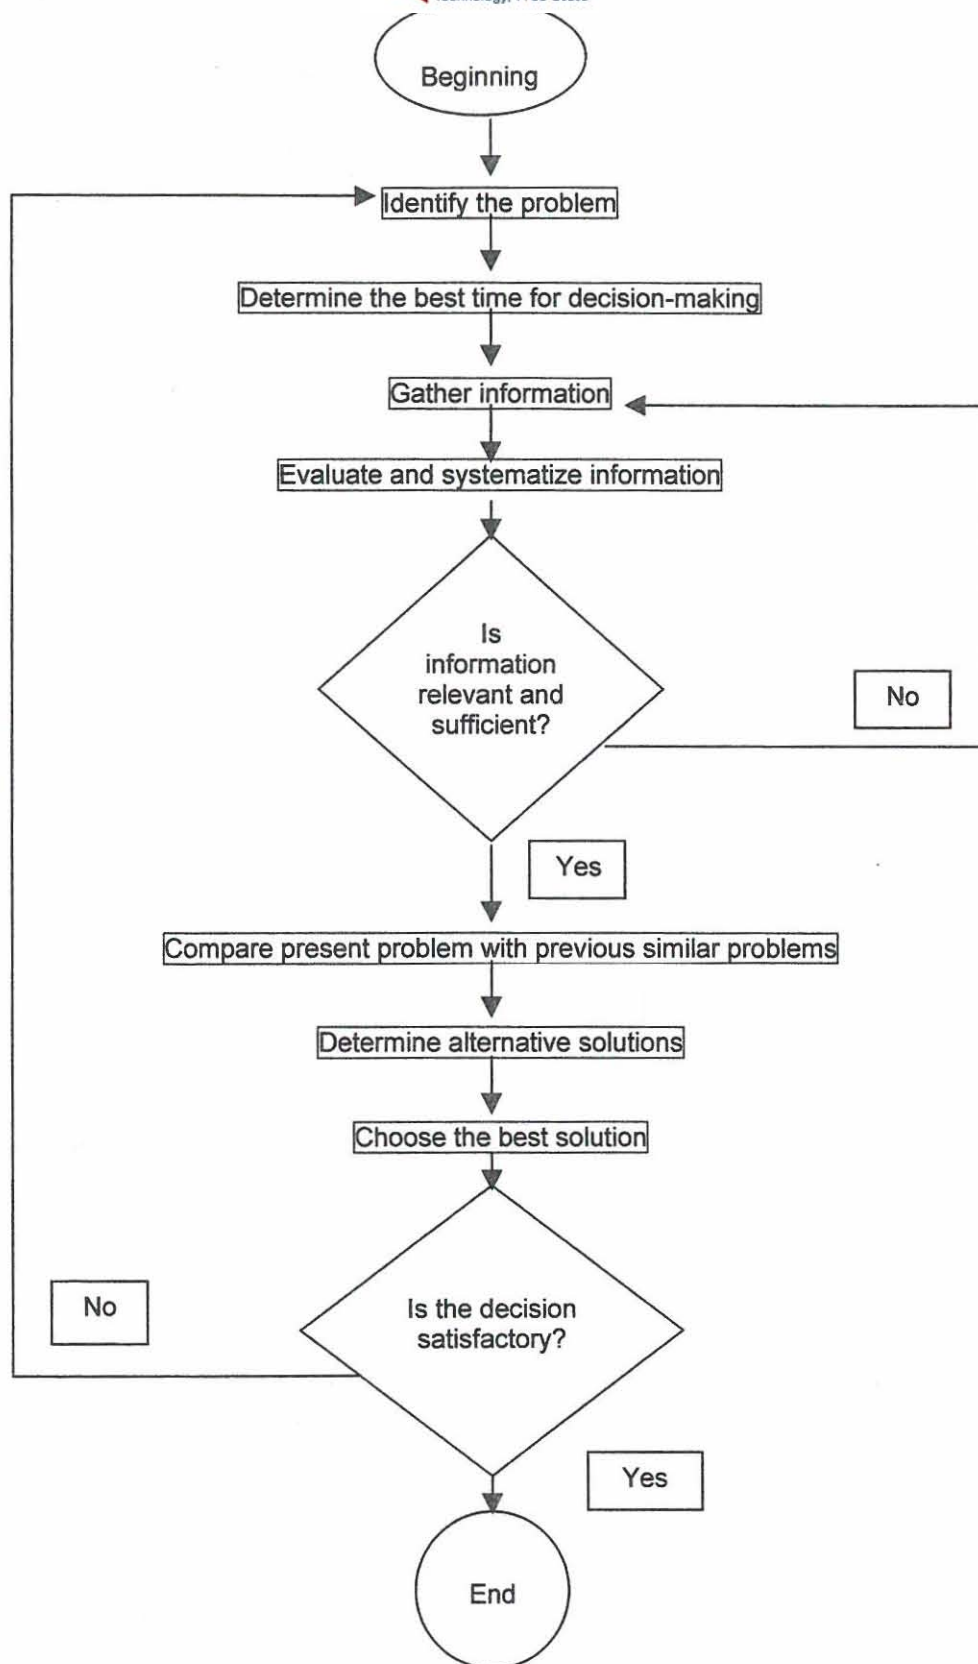 Beginning
Identify the problem
Determine the best time for decision-making
Gather information
Evaluate and systematize information
Is
information
relevant and
sufficient?
No
Yes
Compare present problem with previous similar problems
Determine alternative solutions
Choose the best solution
No
Is the decision
satisfactory?
Yes
End